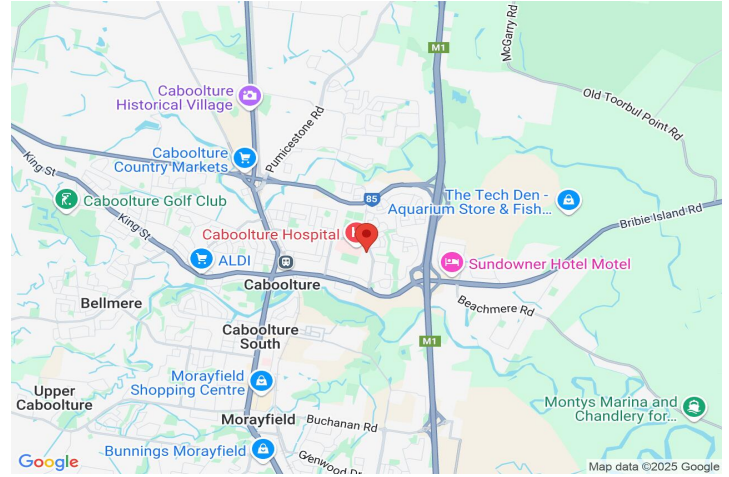 McGarry Rd
M1
Caboolture
Historical Village
Old Toorbul Point Rd
Pumicestone Rd
King St
Caboolture
Country Markets
85
The Tech Den -
Aquarium Store & Fish...
Caboolture Golf Club
King St
Bribie Island Rd
Caboolture Hospital
ALDI
Sundowner Hotel Motel
Caboolture
Bellmere
Beachmere Rd
Caboolture
South
M1
Morayfield
Shopping Centre
Upper
Caboolture
Montys Marina and
Chandlery for...
Morayfield
Buchanan Rd
Bunnings Morayfield
Glenwood Dr
Google
Map data ©2025 Google